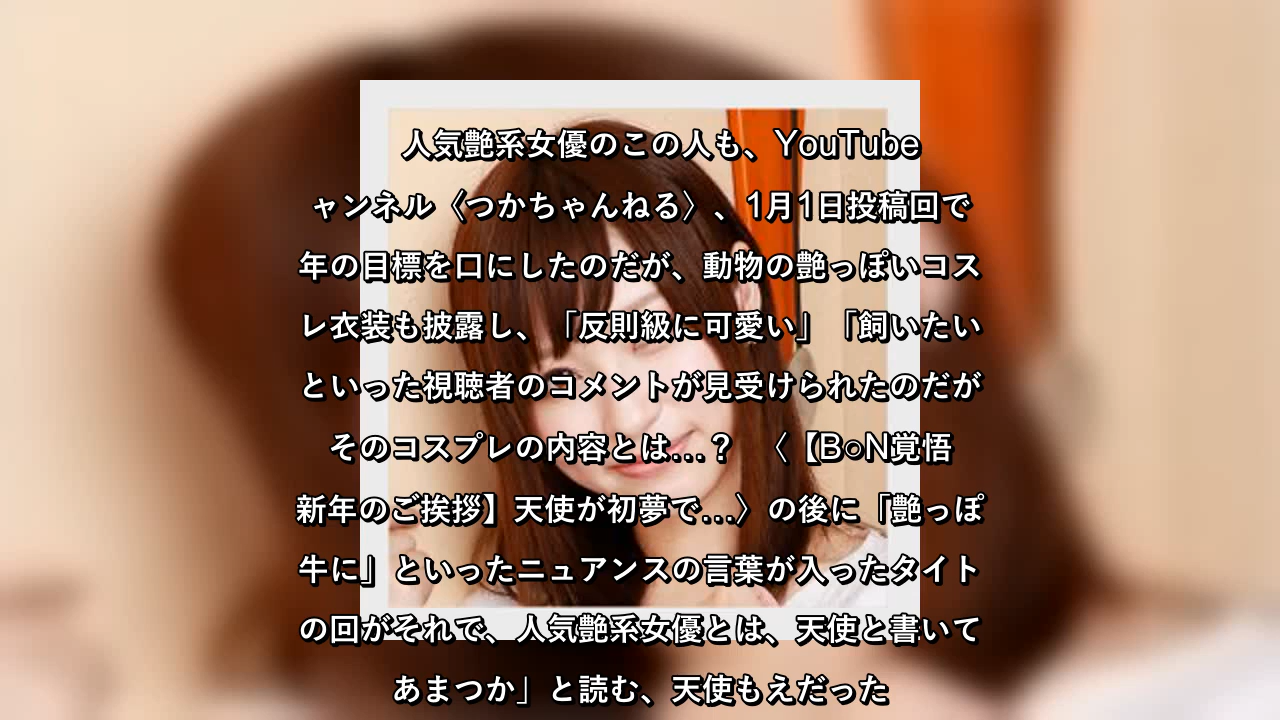 人気艶系女優のこの人も、YouTube
ャンネル〈つかちゃんねる〉、1月1日投稿回で
年の目標を口にしたのだが、動物の艶っぽいコス
レ衣装も披露し、「反則級に可愛い」「飼いたい
といった視聴者のコメントが見受けられたのだが
そのコスプレの内容とは…？ 〈【B○N覚悟
新年のご挨拶】天使が初夢で…〉の後に「艶っぽ
牛に」といったニュアンスの言葉が入ったタイト
の回がそれで、人気艶系女優とは、天使と書いて
あまつか」と読む、天使もえだった